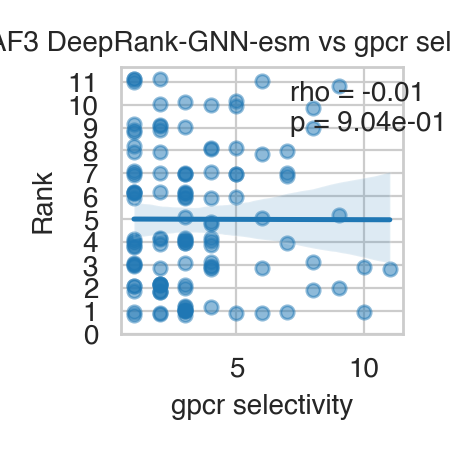 AF3 DeepRank-GNN-esm vs gpcr sel
rho = -0.01
p = 9.04e-01
11
10
9
8
7
6
5
4
3
2
1
0
Rank
5 10
gpcr selectivity